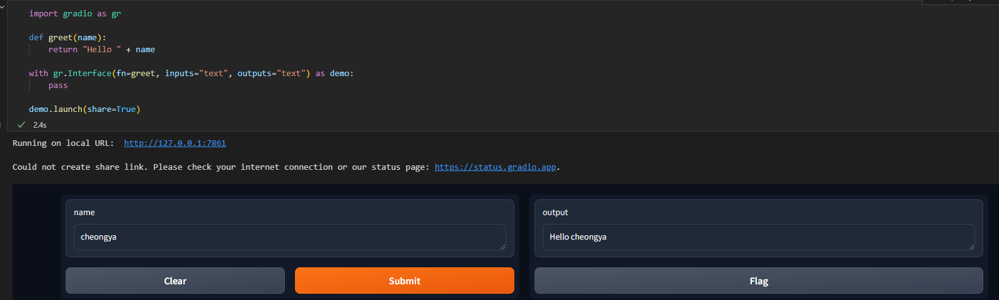 import gradio as gr
def greet(name):
return "Hello " + name
with gr.Interface(fn=greet, inputs="text", outputs="text") as demo:
pass
demo.launch(share=True)
2.4s
Running on local URL:  http://127.0.0.1:7861
Could not create share link. Please check your internet connection or our status page: https://status.gradio.app.
name
cheongya
output
Hello cheongya
Clear
Submit
Flag